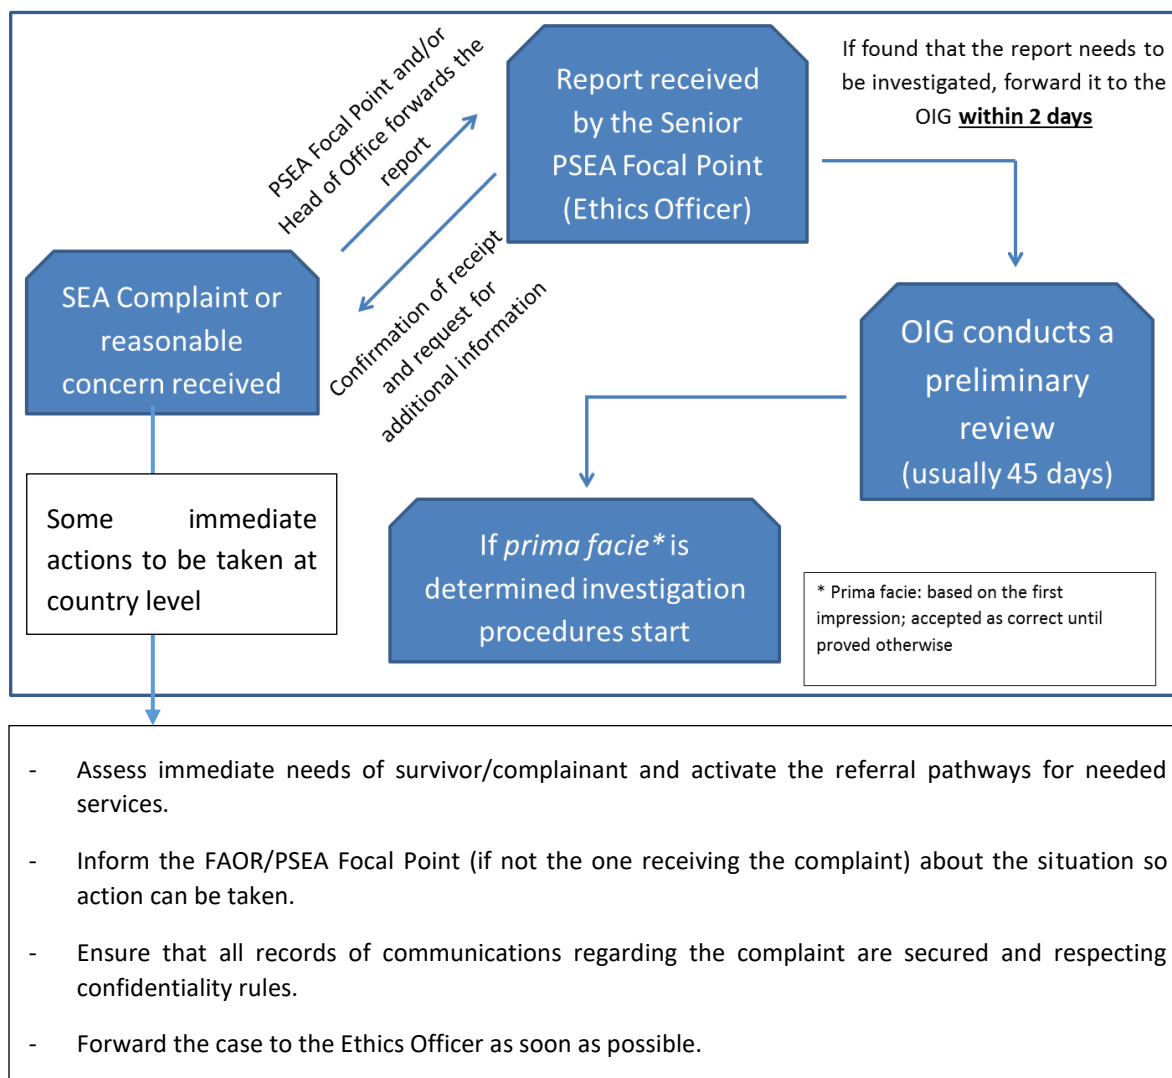 PSEA Focal Point and/or
Head of Office forwards the
report
Report received
by the Senior
PSEA Focal Point
(Ethics Officer)
If found that the report needs to
be investigated, forward it to the
OIG within 2 days
SEA Complaint or
reasonable
concern received
Confirmation of receipt
and request for
additional information
OIG conducts a
preliminary
review
(usually 45 days)
Some immediate
actions to be taken at
country level
If prima facie* is
determined investigation
procedures start
* Prima facie: based on the first
impression; accepted as correct until
proved otherwise
- Assess immediate needs of survivor/complainant and activate the referral pathways for needed
services.
- Inform the FAOR/PSEA Focal Point (if not the one receiving the complaint) about the situation so
action can be taken.
- Ensure that all records of communications regarding the complaint are secured and respecting
confidentiality rules.
- Forward the case to the Ethics Officer as soon as possible.